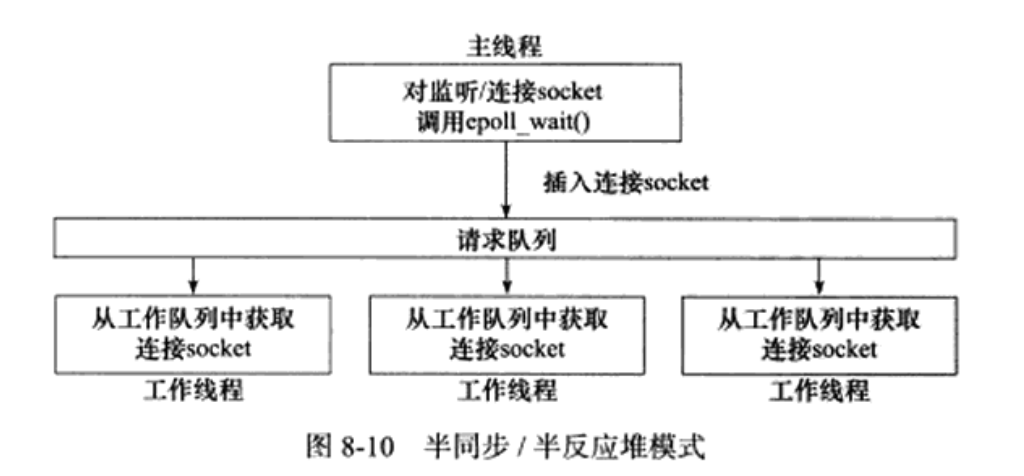 主线程
对监听/连接socket
调用epoll_wait()
插入连接socket
请求队列
从工作队列中获取
连接socket
工作线程
从工作队列中获取
连接socket
工作线程
从工作队列中获取
连接socket
工作线程
图 8-10 半同步 / 半反应堆模式